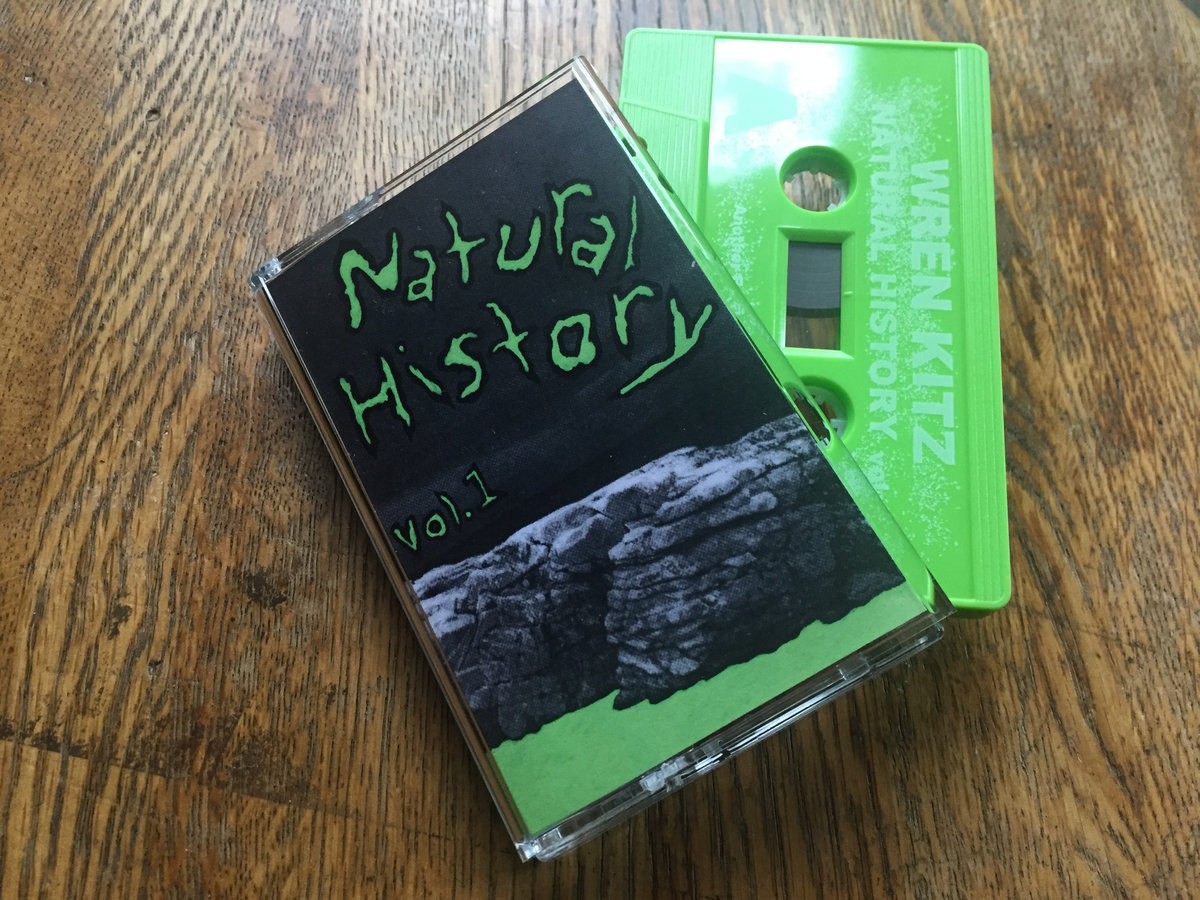 Natural
History
vol.1
A
WREN KITZ
NATURAL HISTORY